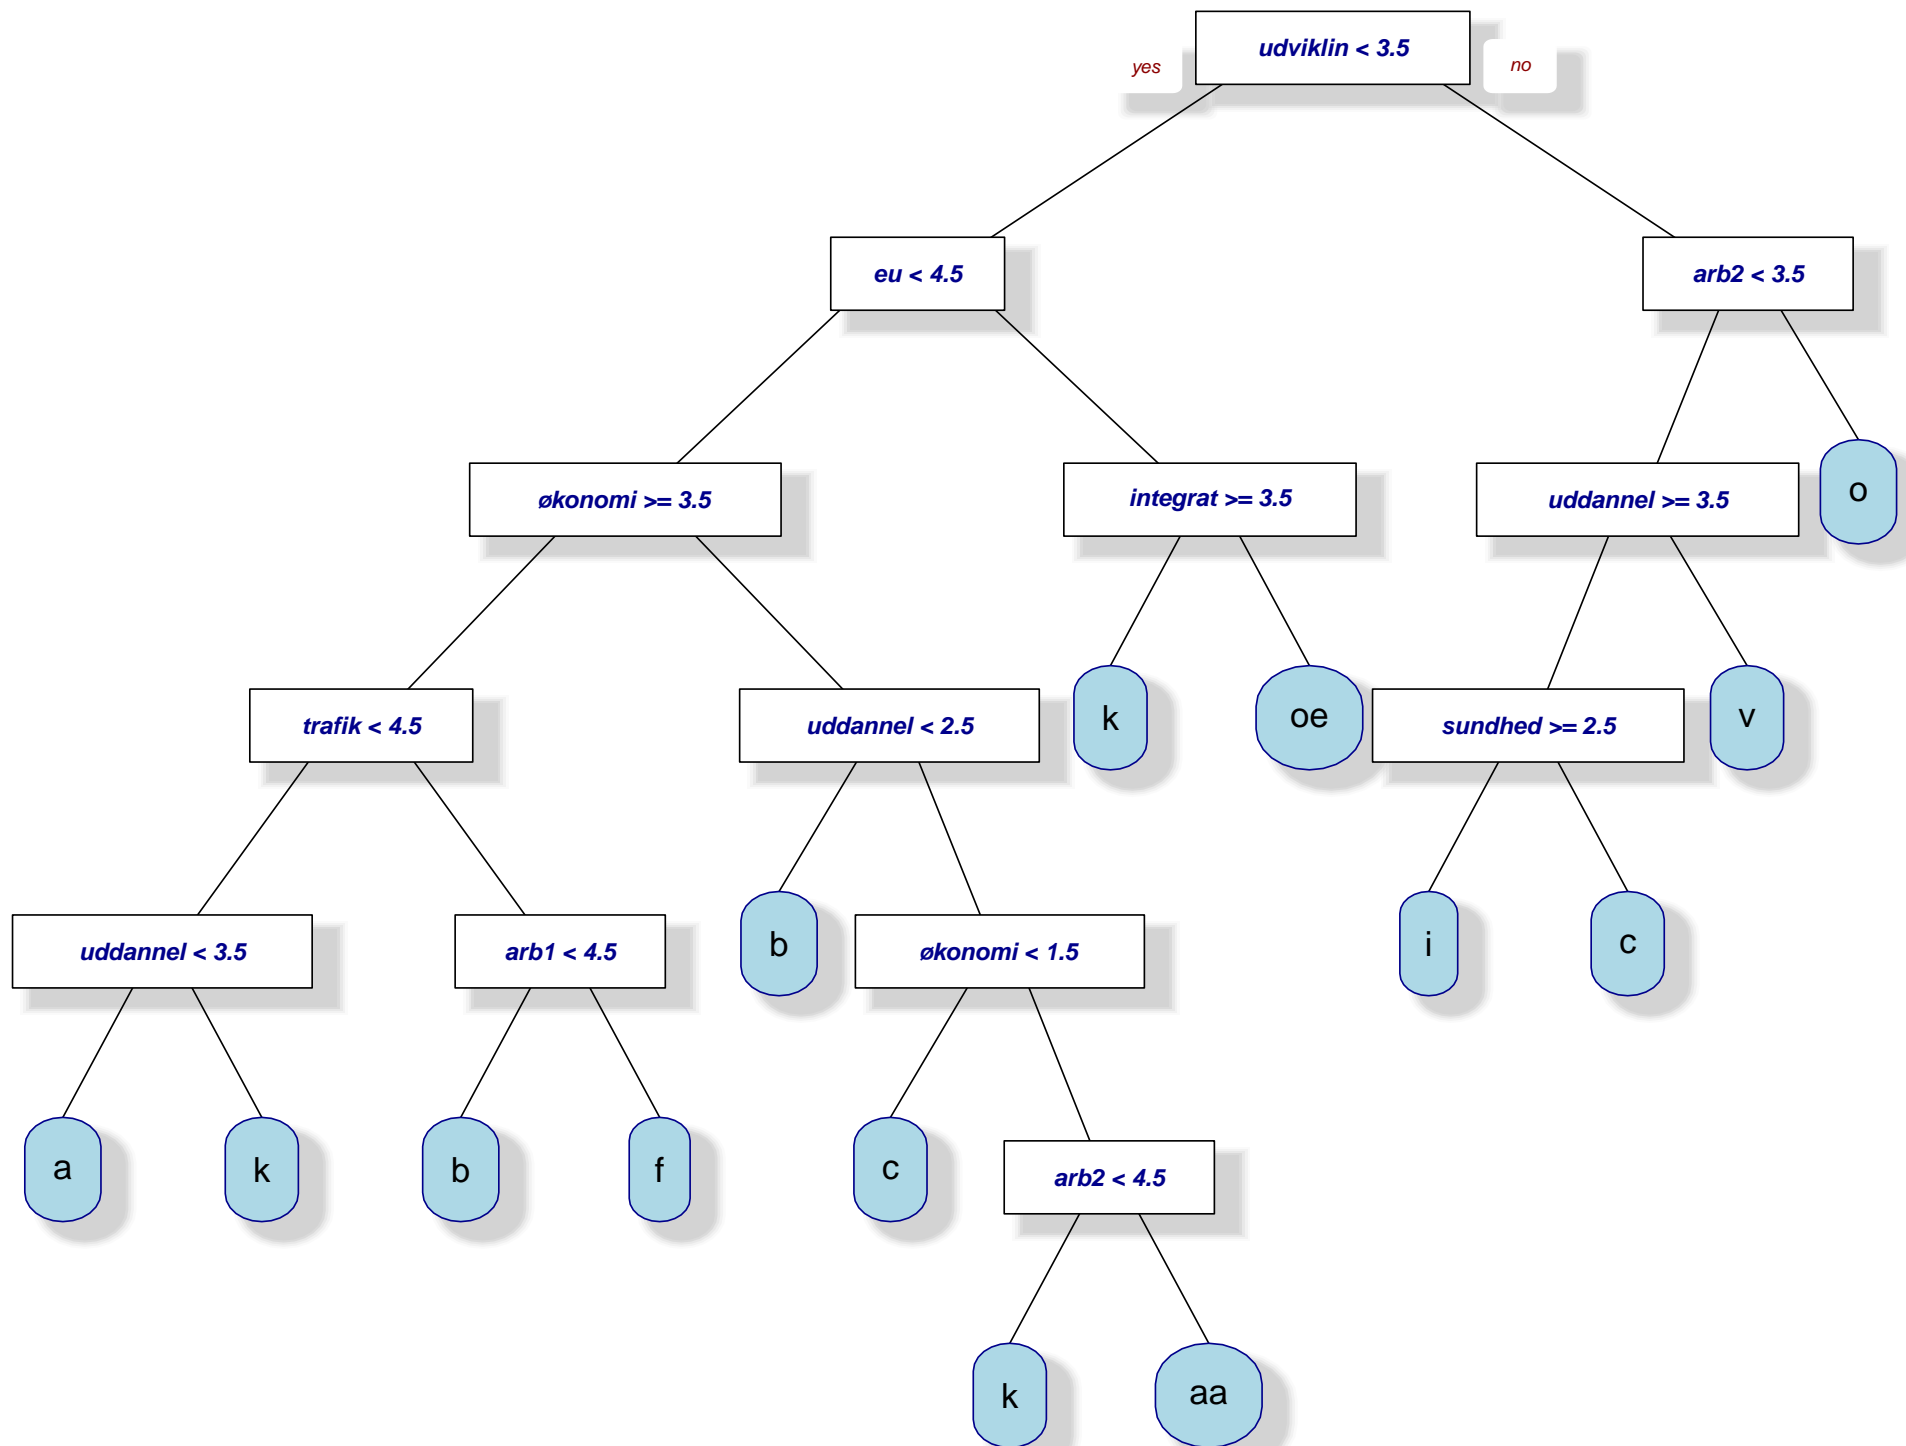 udviklin < 3.5
yes
no
eu < 4.5
arb2 < 3.5
økonomi >= 3.5
integrat >= 3.5
uddannel >= 3.5
o
trafik < 4.5
uddannel < 2.5
k
oe
sundhed >= 2.5
v
uddannel < 3.5
arb1 < 4.5
b
økonomi < 1.5
i
c
a
k
b
f
c
arb2 < 4.5
k
aa